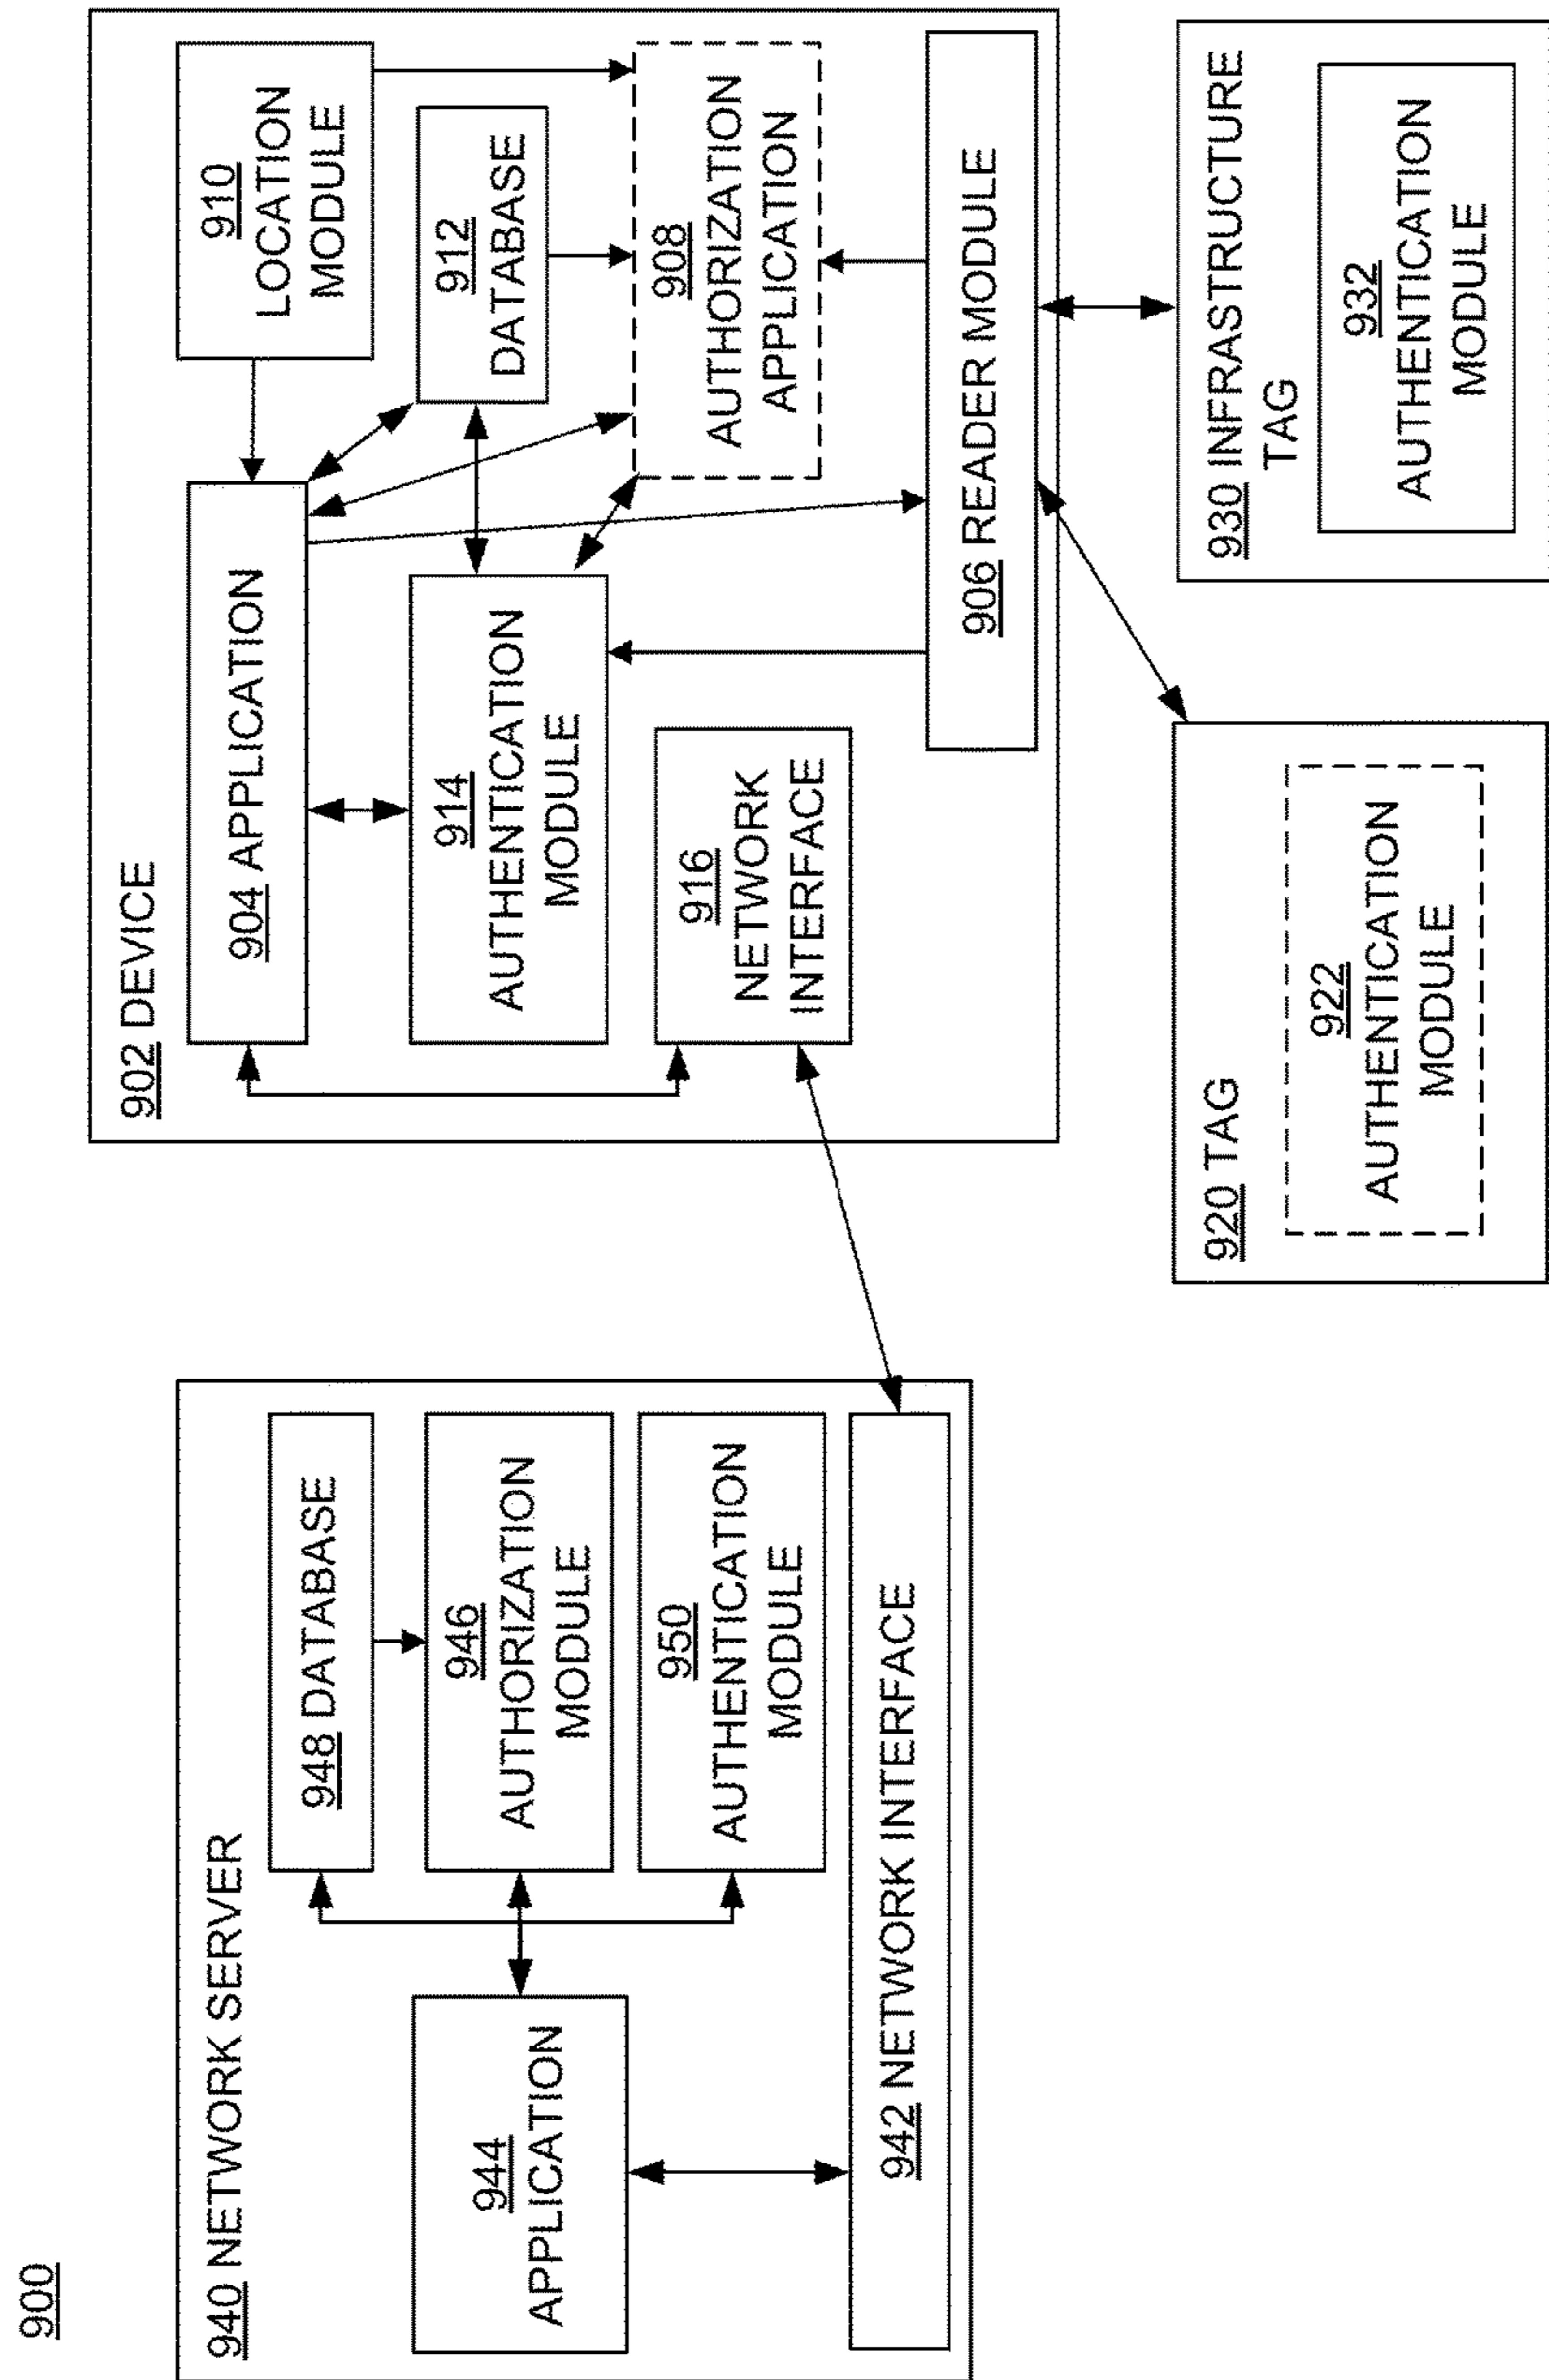 900
940 NETWORK SERVER
944
APPLICATION
948 DATABASE
946
AUTHORIZATION
MODULE
950
AUTHENTICATION
MODULE
942 NETWORK INTERFACE
902 DEVICE
904 APPLICATION
910
LOCATION
MODULE
914
AUTHENTICATION
MODULE
912
DATABASE
916
NETWORK
INTERFACE
908
AUTHORIZATION
APPLICATION
906 READER MODULE
920 TAG
922
AUTHENTICATION
MODULE
930 INFRASTRUCTURE
TAG
932
AUTHENTICATION
MODULE